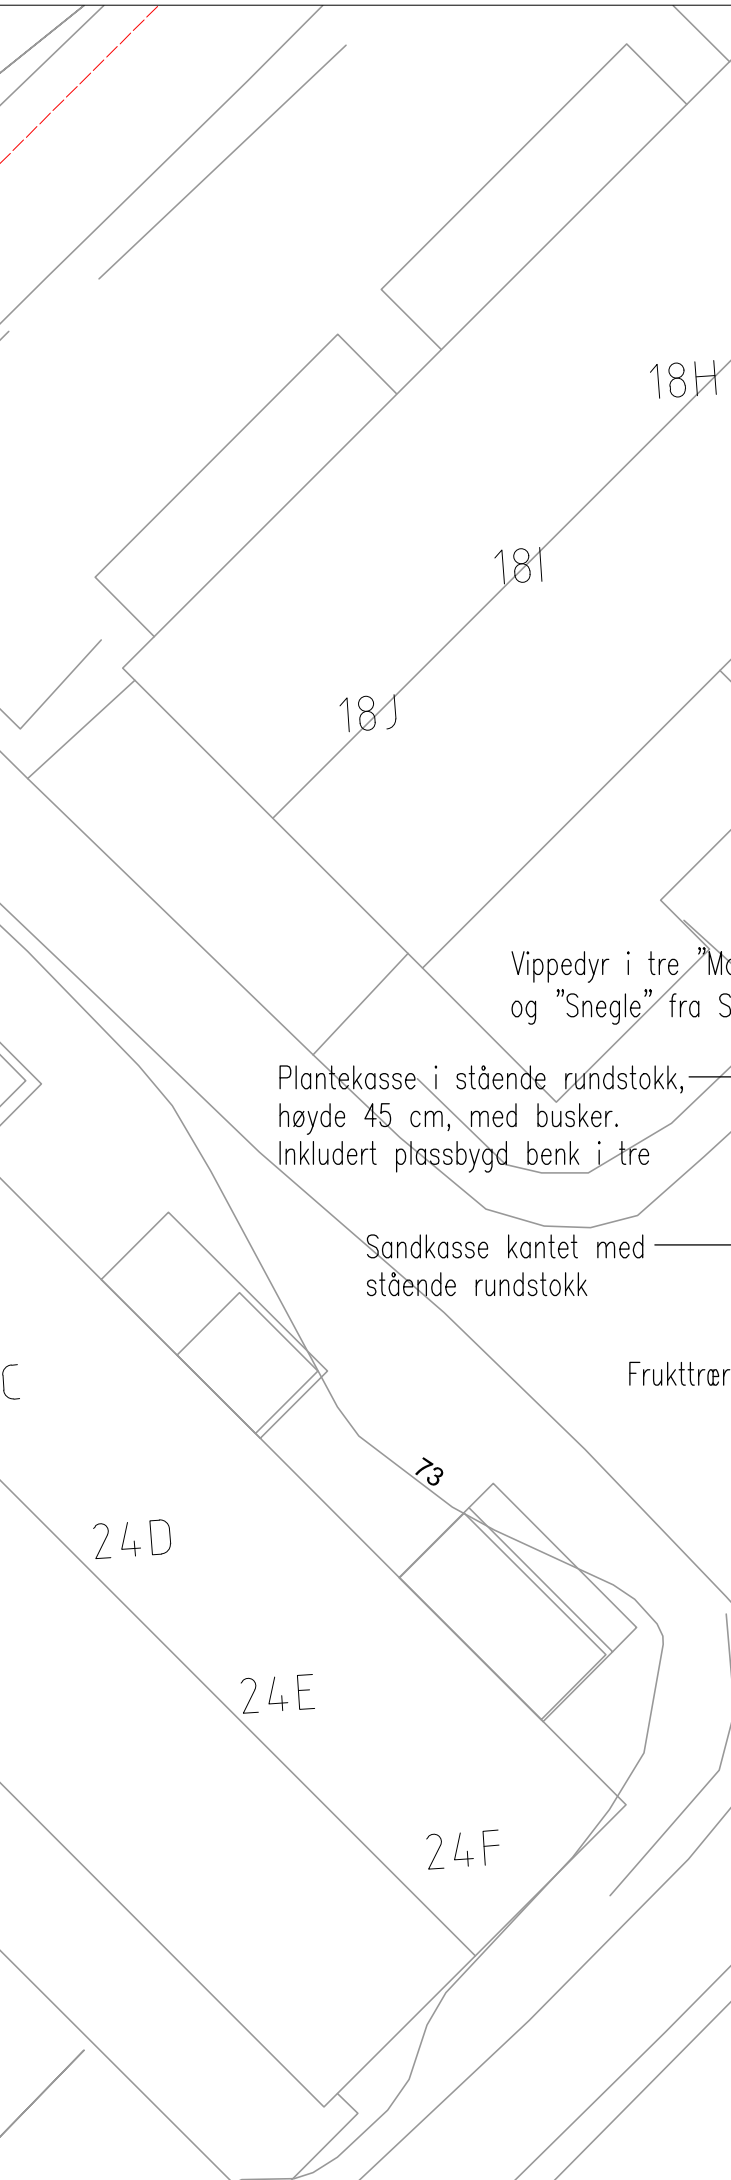 18H
18I
18J
Vippedyr i tre
og "Snegle" fra
Plantekasse i stående rundstokk,
høyde 45 cm, med busker.
Inkludert plassbygd benk i tre
Sandkasse kantet med
stående rundstokk
Frukttrær
C
73
24D
24E
24F